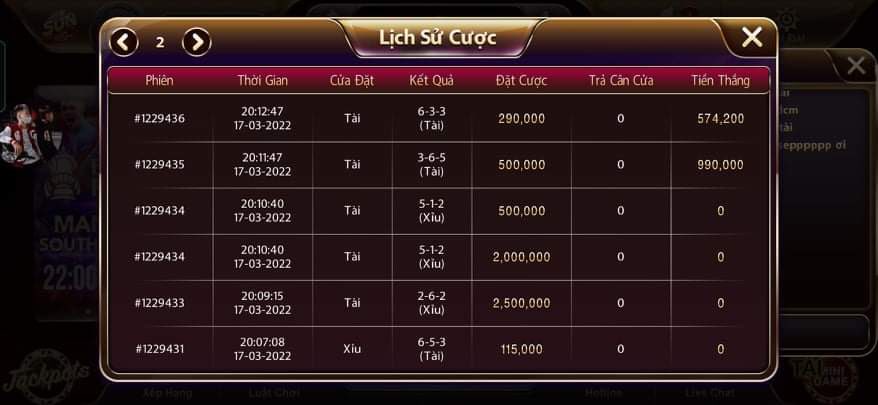 SUN
Lịch Sử Cược
2
Phiên Thời Gian Cửa Đặt Kết Quả Đặt Cược Trả Cân Cửa Tiền Thắng
#1229436 20:12:47 17-03-2022 Tài 6-3-3 (Tài) 290,000 0 574,200
#1229435 20:11:47 17-03-2022 Tài 3-6-5 (Tài) 500,000 0 990,000
#1229434 20:10:40 17-03-2022 Tài 5-1-2 (Xỉu) 500,000 0 0
#1229434 20:10:40 17-03-2022 Tài 5-1-2 (Xỉu) 2,000,000 0 0
#1229433 20:09:15 17-03-2022 Tài 2-6-2 (Xỉu) 2,500,000 0 0
#1229431 20:07:08 17-03-2022 Xỉu 6-5-3 (Tài) 115,000 0 0
tài
sepppppp ơi
22:00
Jackpots
Xếp Hạng
Luật Chơi
Hotline
Live Chat
TAI MINI
GAME